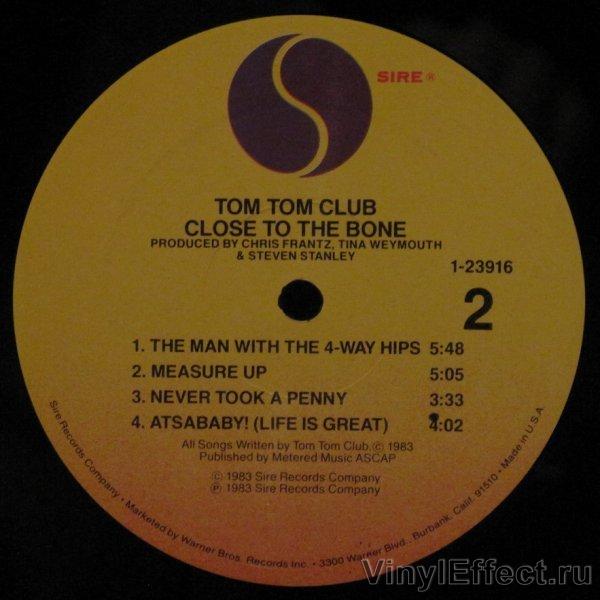 SIRE ®
TOM TOM CLUB
CLOSE TO THE BONE
PRODUCED BY CHRIS FRANTZ, TINA WEYMOUTH
& STEVEN STANLEY
1-23916
2
1. THE MAN WITH THE 4-WAY HIPS 5:48
2. MEASURE UP 5:05
3. NEVER TOOK A PENNY 3:33
4. ATSABABY! (LIFE IS GREAT) 4:02
All Songs Written by Tom Tom Club. © 1983
Published by Metered Music ASCAP
© 1983 Sire Records Company
℗ 1983 Sire Records Company
Sire Records Company • Marketed by Warner Bros. Records Inc. • 3300 Warner Blvd., Burbank, Calif. 91510 • Made in U.S.A.
VinylEffect.ru